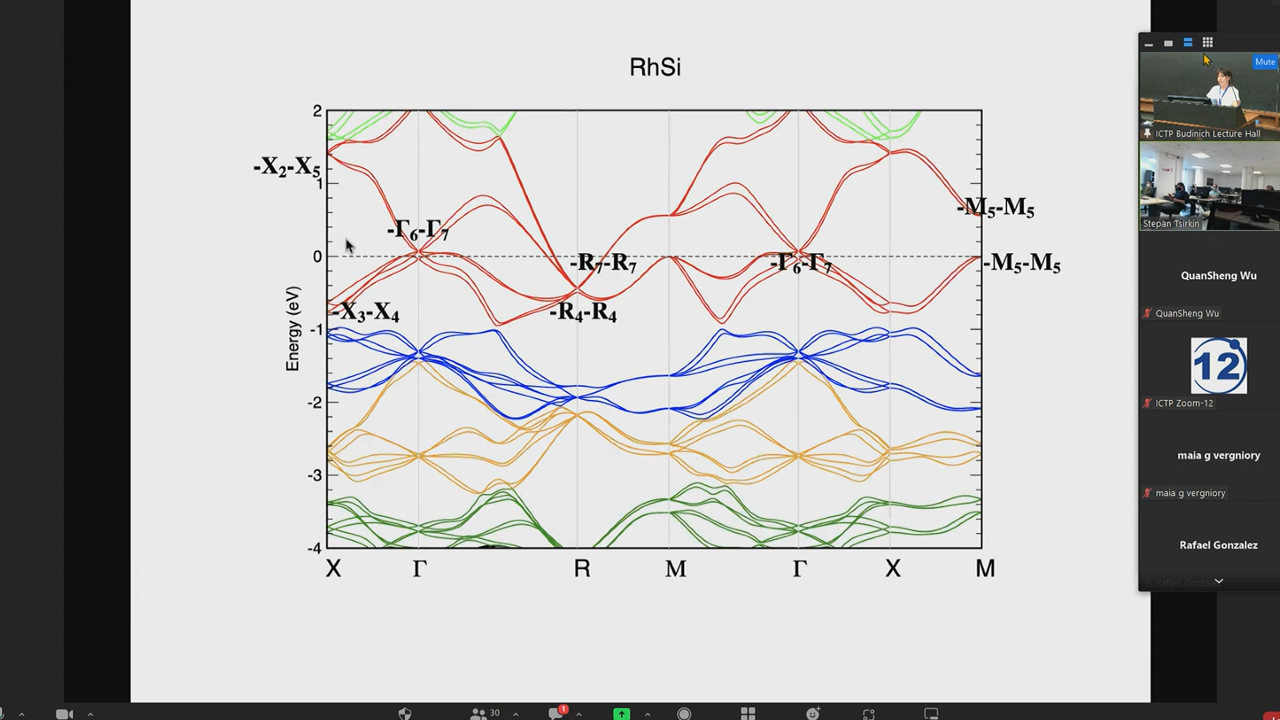 RhSi
2
1
0
-1
-2
-3
-4
Energy (eV)
-X2-X5
-Γ6-Γ7
-X3-X4
-R7-R7
-R4-R4
-Γ6-Γ7
-M5-M5
-M5-M5
X Γ R M Γ X M
Mute
ICTP Budinich Lecture Hall
Stepan Tsirkin
QuanSheng Wu
QuanSheng Wu
12
ICTP Zoom-12
maia g vergniory
maia g vergniory
Rafael Gonzalez
30
1